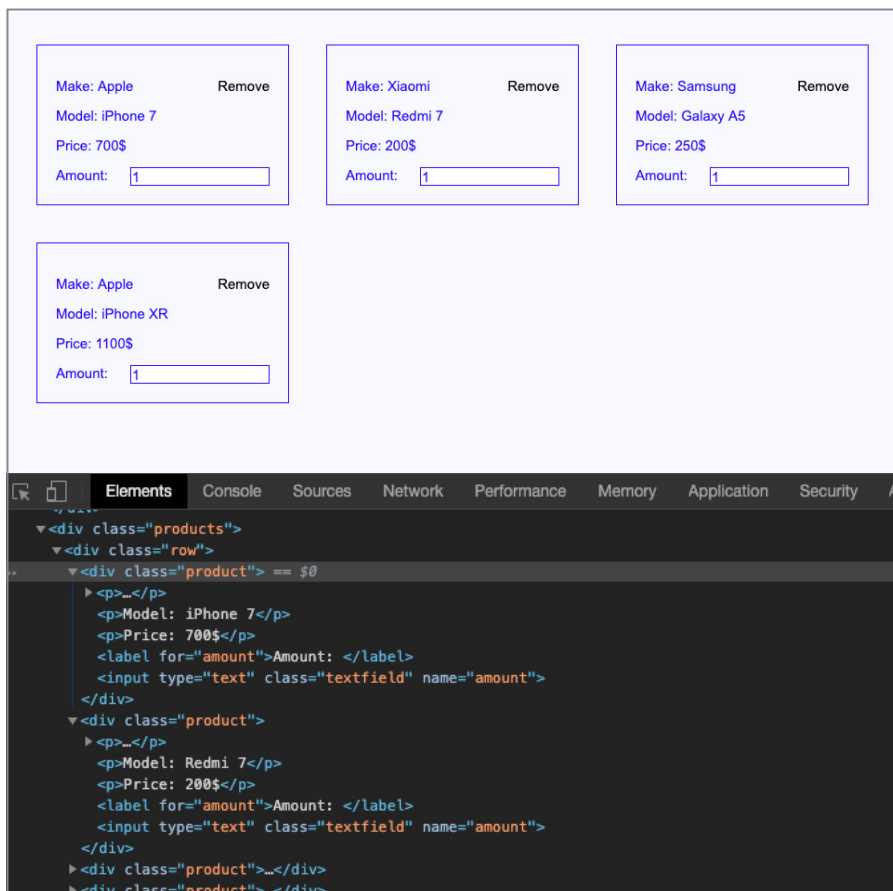 Make: Apple Remove
Model: iPhone 7
Price: 700$
Amount: 1
Make: Xiaomi Remove
Model: Redmi 7
Price: 200$
Amount: 1
Make: Samsung Remove
Model: Galaxy A5
Price: 250$
Amount: 1
Make: Apple Remove
Model: iPhone XR
Price: 1100$
Amount: 1
Elements Console Sources Network Performance Memory Application Security
</div>
▼<div class="products">
▼<div class="row">
▼<div class="product"> == $0
▶<p>…</p>
<p>Model: iPhone 7</p>
<p>Price: 700$</p>
<label for="amount">Amount: </label>
<input type="text" class="textfield" name="amount">
</div>
▼<div class="product">
▶<p>…</p>
<p>Model: Redmi 7</p>
<p>Price: 200$</p>
<label for="amount">Amount: </label>
<input type="text" class="textfield" name="amount">
</div>
▶<div class="product">…</div>
▶<div class="product">…</div>